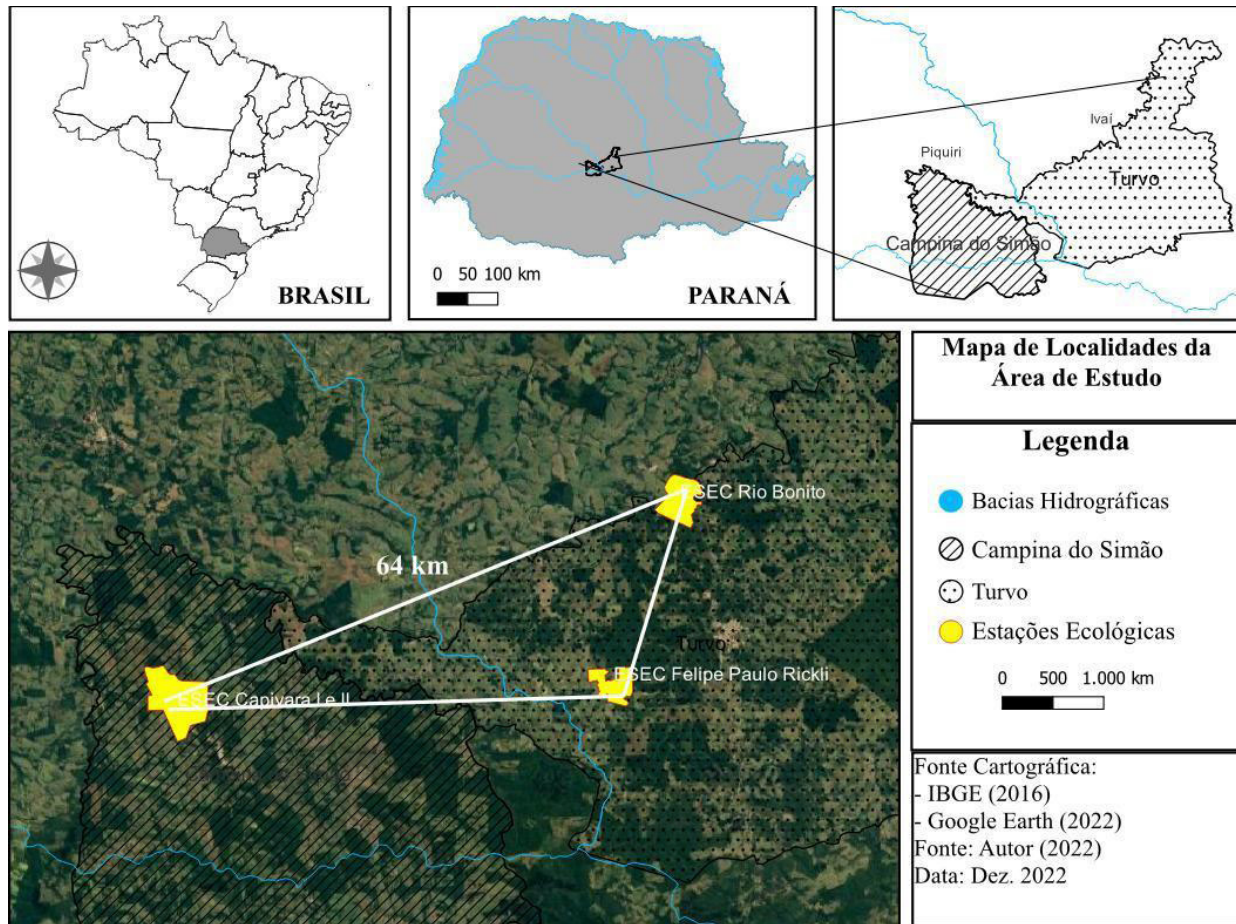 BRASIL
0 50 100 km
PARANÁ
Ivaí
Piquiri
Turvo
Campina do Simão
ESEC Rio Bonito
64 km
Turvo
ESEC Felipe Paulo Rickli
ESEC Capivara I e II
Mapa de Localidades da
Área de Estudo
Legenda
Bacias Hidrográficas
Campina do Simão
Turvo
Estações Ecológicas
0 500 1.000 km
Fonte Cartográfica:
- IBGE (2016)
- Google Earth (2022)
Fonte: Autor (2022)
Data: Dez. 2022